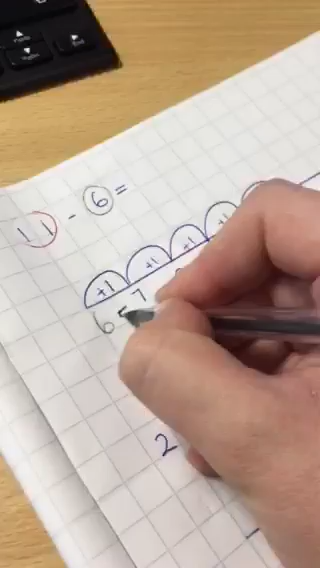 11 - 6 =
+1 +1 +1 +1
6 7
2